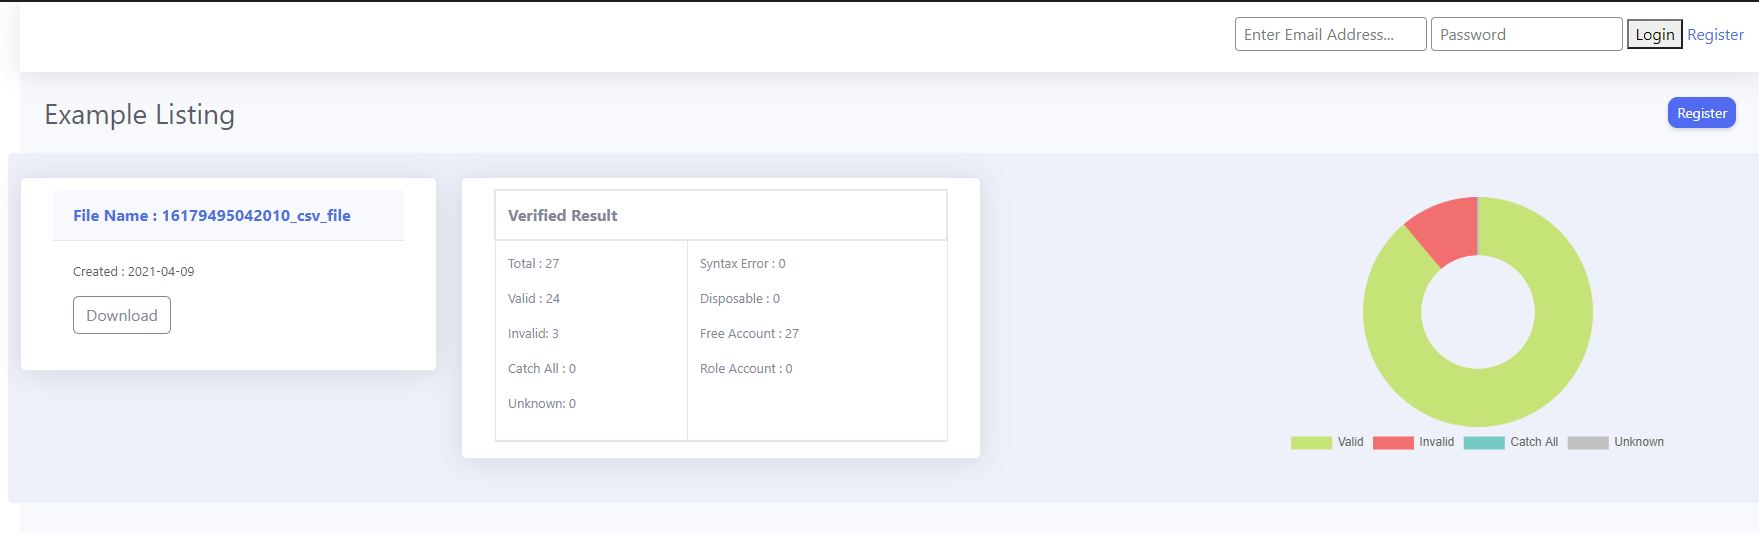 Enter Email Address... Password Login Register
Example Listing
Register
File Name : 16179495042010_csv_file
Created : 2021-04-09
Download
Verified Result
Total : 27
Valid : 24
Invalid: 3
Catch All : 0
Unknown: 0
Syntax Error : 0
Disposable : 0
Free Account : 27
Role Account : 0
Valid Invalid Catch All Unknown